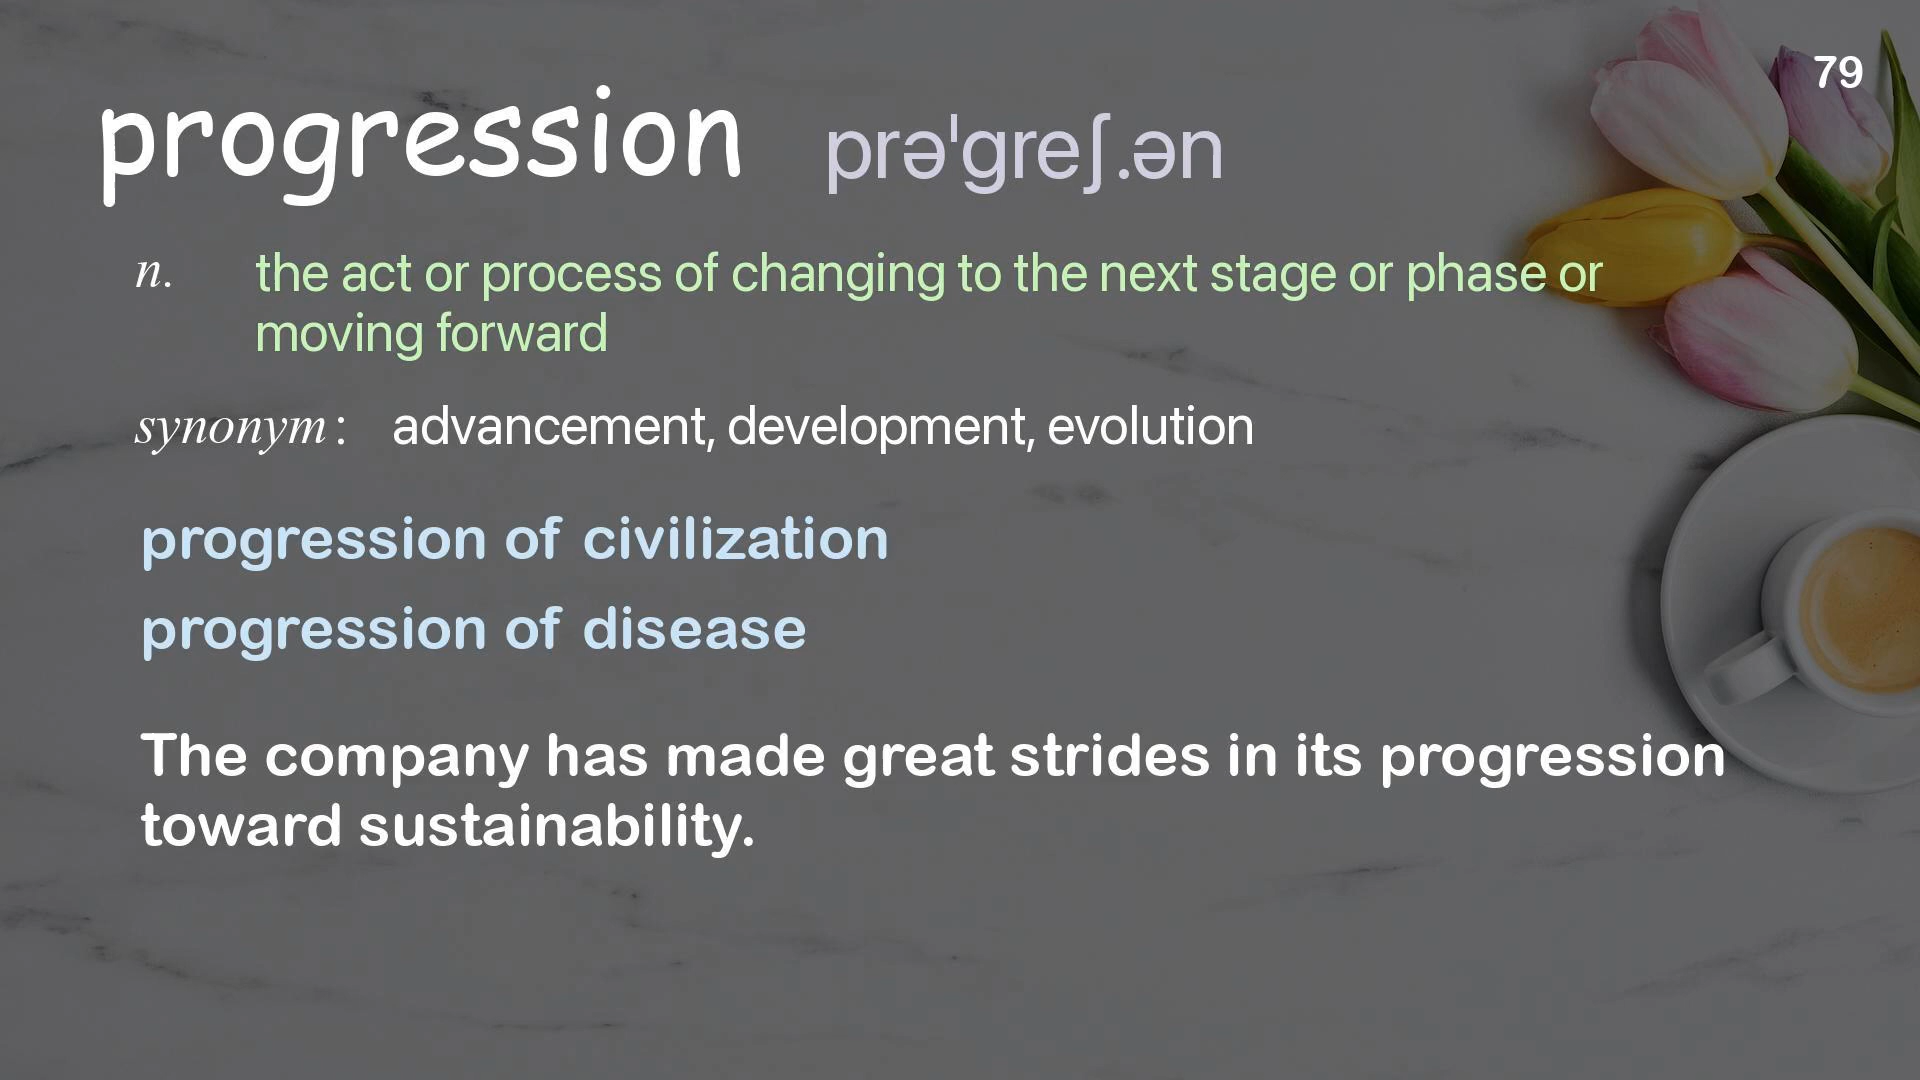 79
progression prəˈgreʃ.ən
n. the act or process of changing to the next stage or phase or
moving forward
synonym: advancement, development, evolution
progression of civilization
progression of disease
The company has made great strides in its progression
toward sustainability.